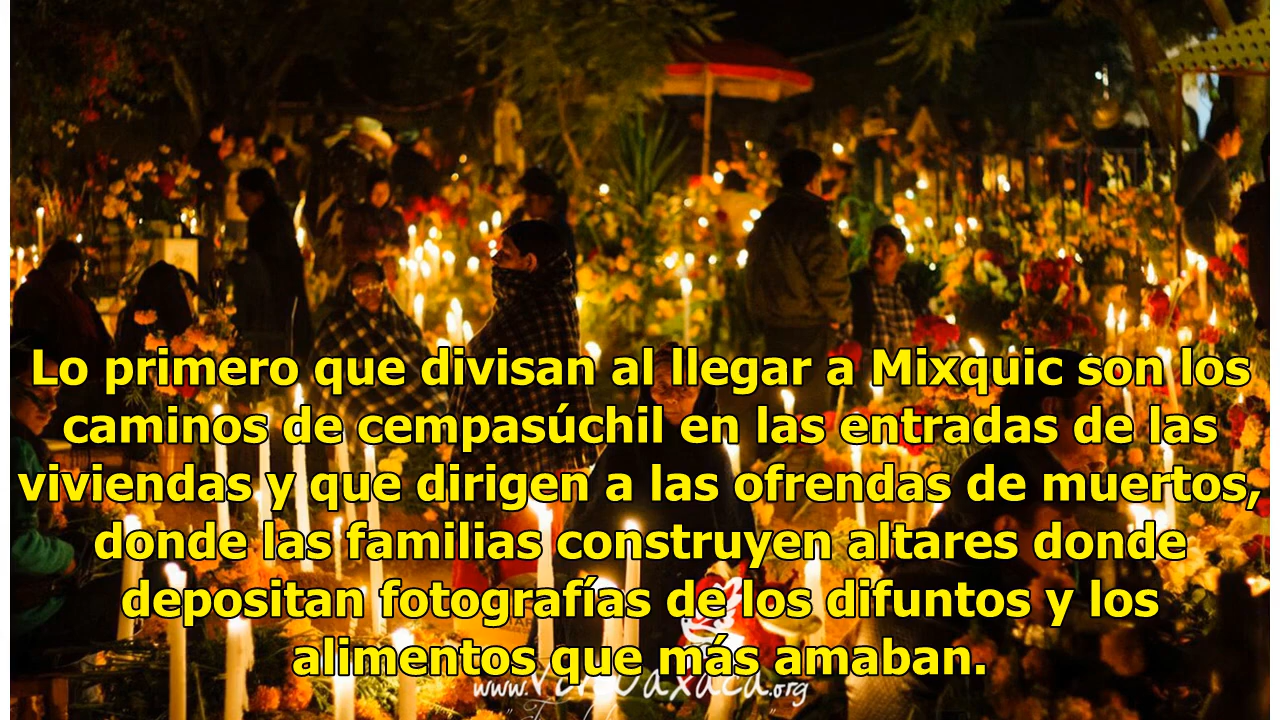 Lo primero que divisan al llegar a Mixquic son los
caminos de cempasúchil en las entradas de las
viviendas y que dirigen a las ofrendas de muertos,
donde las familias construyen altares donde
depositan fotografías de los difuntos y los
alimentos que más amaban.
www. .org